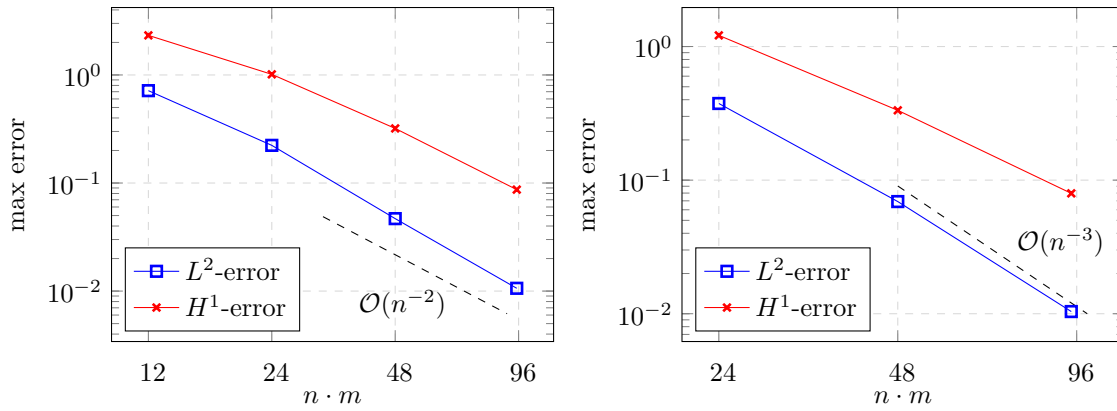 max error
10^0
10^{-1}
10^{-2}
12 24 48 96
n · m
L^2-error
H^1-error
O(n^{-2})
max error
10^0
10^{-1}
10^{-2}
24 48 96
n · m
L^2-error
H^1-error
O(n^{-3})